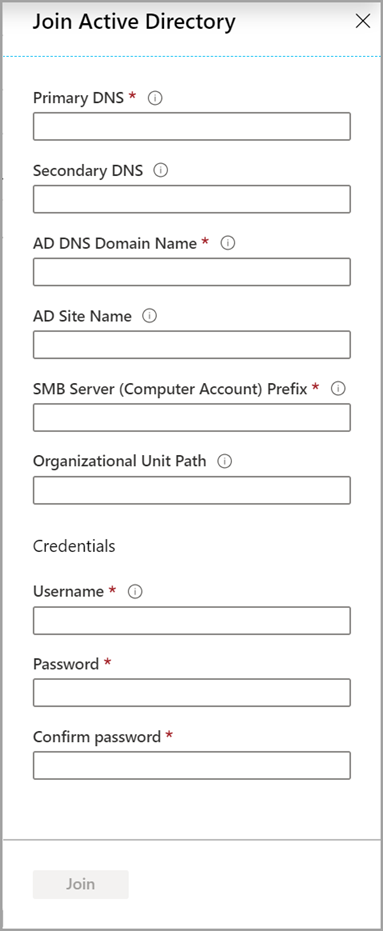 Join Active Directory
Primary DNS *
Secondary DNS
AD DNS Domain Name *
AD Site Name
SMB Server (Computer Account) Prefix *
Organizational Unit Path
Credentials
Username *
Password *
Confirm password *
Join